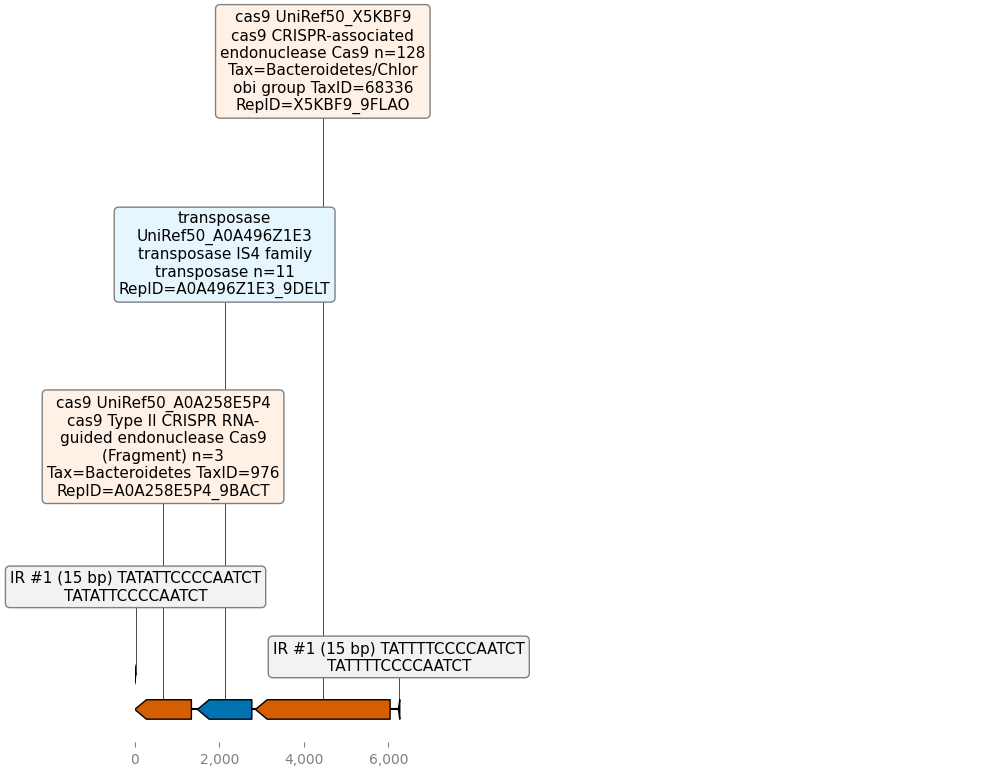 cas9 UniRef50_X5KBF9
cas9 CRISPR-associated
endonuclease Cas9 n=128
Tax=Bacteroidetes/Chlor
obi group TaxID=68336
RepID=X5KBF9_9FLAO
transposase
UniRef50_A0A496Z1E3
transposase IS4 family
transposase n=11
RepID=A0A496Z1E3_9DELT
cas9 UniRef50_A0A258E5P4
cas9 Type II CRISPR RNA-
guided endonuclease Cas9
(Fragment) n=3
Tax=Bacteroidetes TaxID=976
RepID=A0A258E5P4_9BACT
IR #1 (15 bp) TATATTCCCCAATCT
TATATTCCCCAATCT
IR #1 (15 bp) TATTTTCCCCAATCT
TATTTTCCCCAATCT
0 2,000 4,000 6,000